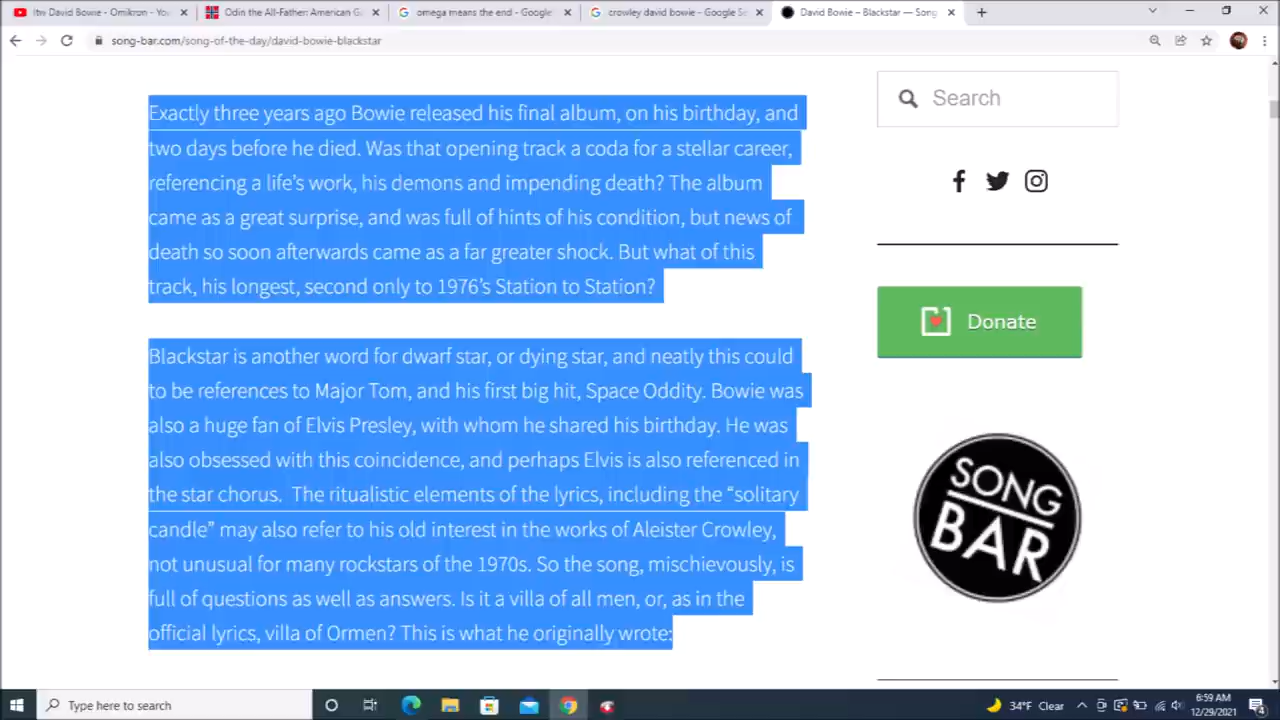 Itw David Bowie - Omikron - You
Odin the All-Father: American G
omega means the end - Google
crowley david bowie - Google Se
David Bowie – Blackstar — Song
song-bar.com/song-of-the-day/david-bowie-blackstar
Exactly three years ago Bowie released his final album, on his birthday, and
two days before he died. Was that opening track a coda for a stellar career,
referencing a life's work, his demons and impending death? The album
came as a great surprise, and was full of hints of his condition, but news of
death so soon afterwards came as a far greater shock. But what of this
track, his longest, second only to 1976's Station to Station?
Blackstar is another word for dwarf star, or dying star, and neatly this could
to be references to Major Tom, and his first big hit, Space Oddity. Bowie was
also a huge fan of Elvis Presley, with whom he shared his birthday. He was
also obsessed with this coincidence, and perhaps Elvis is also referenced in
the star chorus.  The ritualistic elements of the lyrics, including the “solitary
candle” may also refer to his old interest in the works of Aleister Crowley,
not unusual for many rockstars of the 1970s. So the song, mischievously, is
full of questions as well as answers. Is it a villa of all men, or, as in the
official lyrics, villa of Ormen? This is what he originally wrote:
Search
Donate
SONG
BAR
Type here to search
34°F Clear
6:59 AM
12/29/2021
4